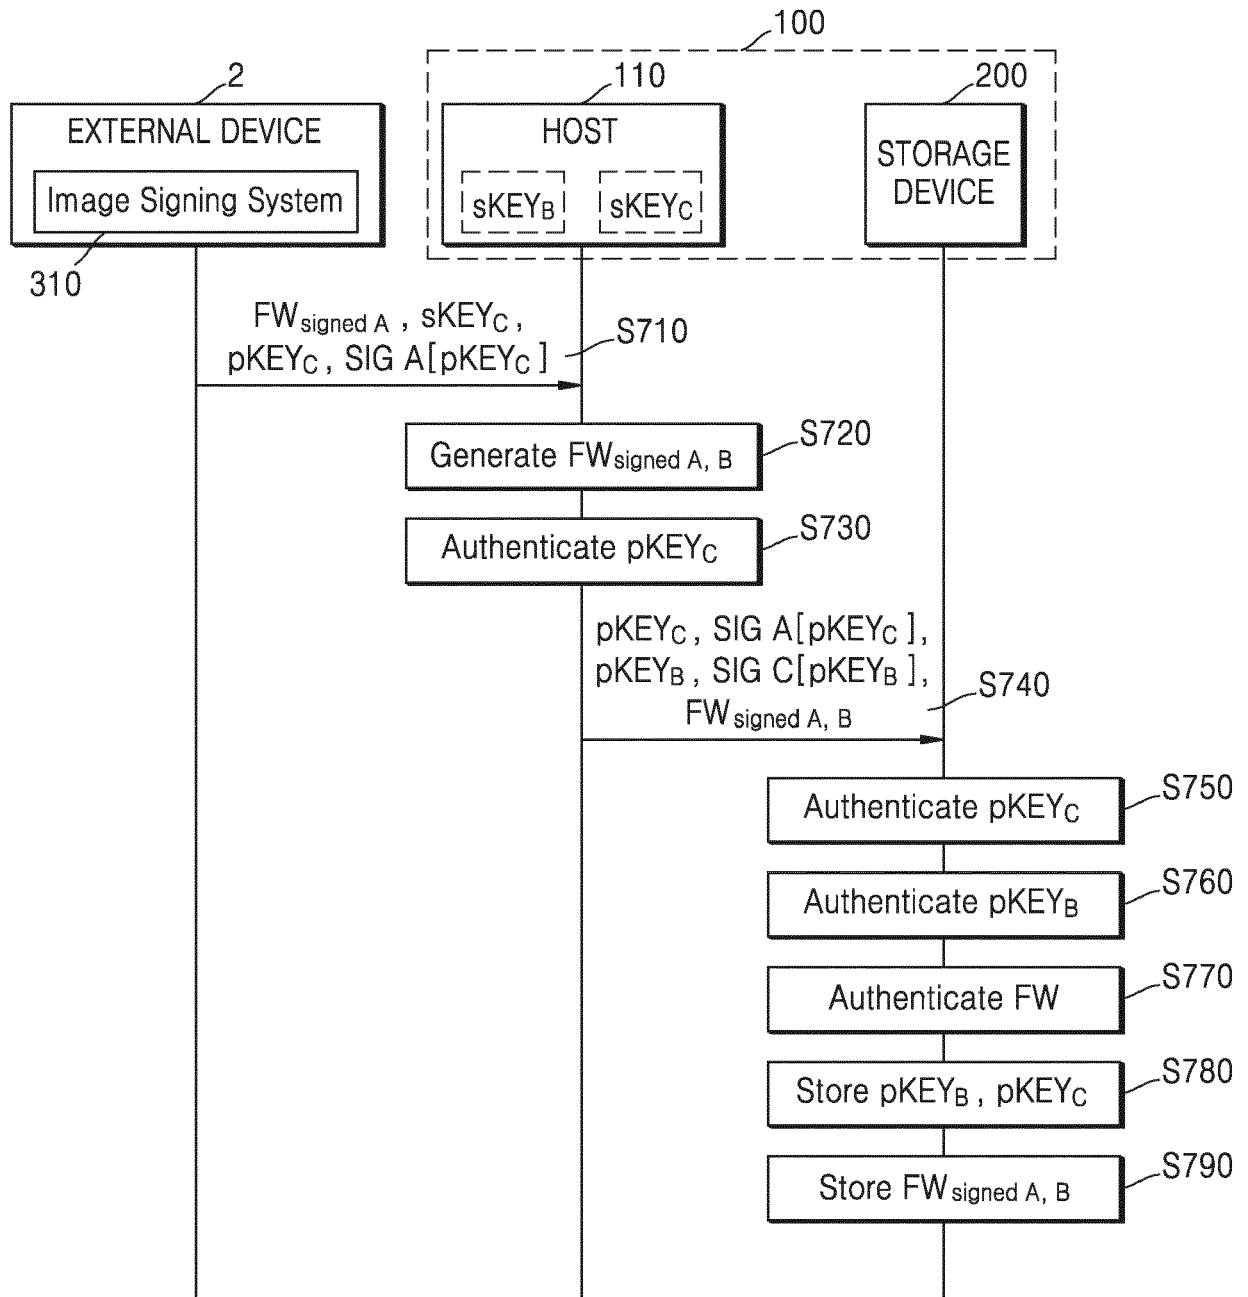 100
2
110
200
EXTERNAL DEVICE
Image Signing System
310
HOST
sKEYB
sKEYC
STORAGE
DEVICE
FWsigned A , sKEYC,
pKEYC, SIG A[pKEYC]
S710
Generate FWsigned A, B
S720
Authenticate pKEYC
S730
pKEYC, SIG A[pKEYC],
pKEYB, SIG C[pKEYB],
FWsigned A, B
S740
Authenticate pKEYC
S750
Authenticate pKEYB
S760
Authenticate FW
S770
Store pKEYB, pKEYC
S780
Store FWsigned A, B
S790